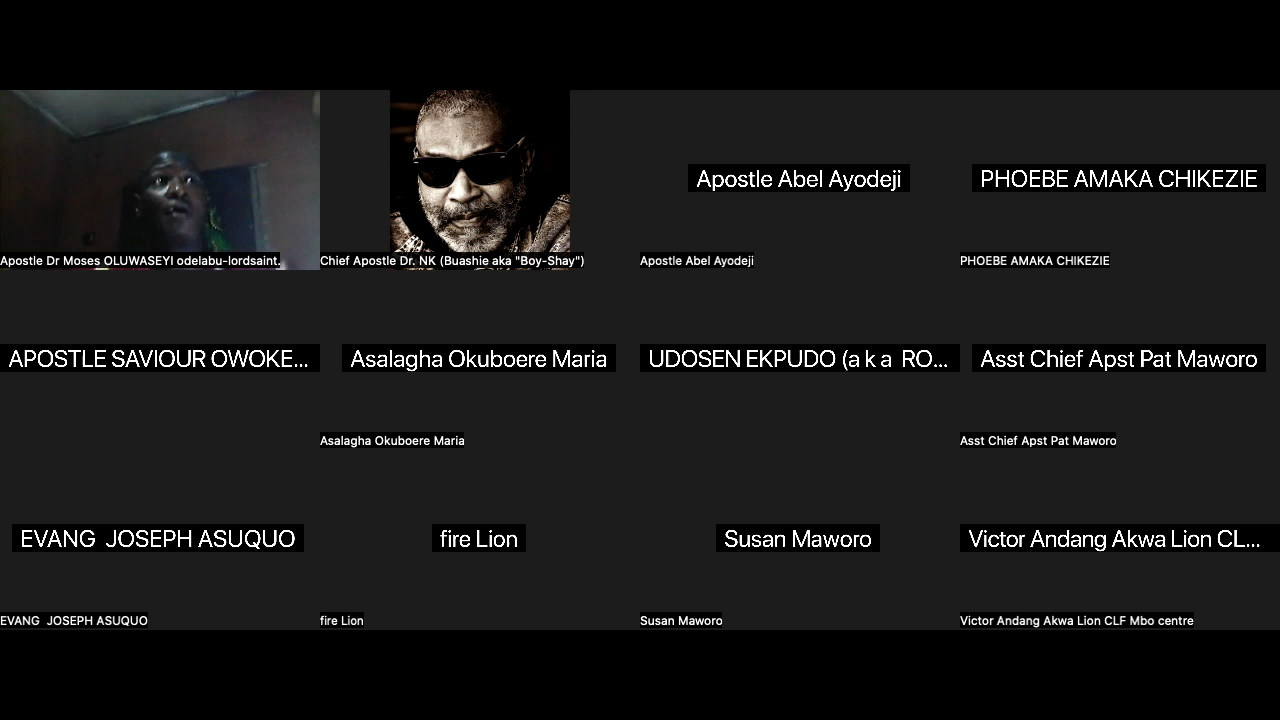 Apostle Dr Moses OLUWASEYI odelabu-lordsaint.
Chief Apostle Dr. NK (Buashie aka "Boy-Shay")
Apostle Abel Ayodeji
Apostle Abel Ayodeji
PHOEBE AMAKA CHIKEZIE
PHOEBE AMAKA CHIKEZIE
APOSTLE SAVIOUR OWOKE...
Asalagha Okuboere Maria
Asalagha Okuboere Maria
UDOSEN EKPUDO (a k a RO...
Asst Chief Apst Pat Maworo
Asst Chief Apst Pat Maworo
EVANG JOSEPH ASUQUO
EVANG JOSEPH ASUQUO
fire Lion
fire Lion
Susan Maworo
Susan Maworo
Victor Andang Akwa Lion CL...
Victor Andang Akwa Lion CLF Mbo centre